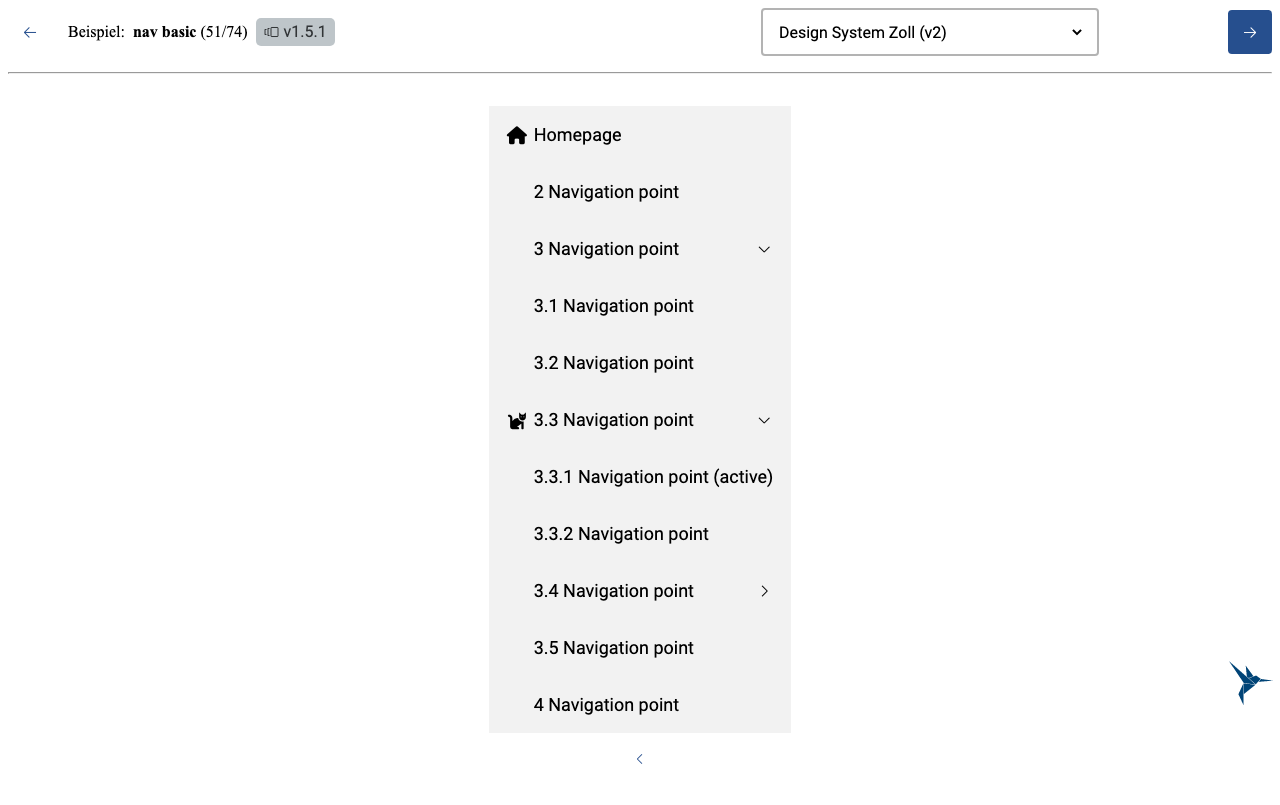 Beispiel: nav basic (51/74) v1.5.1
Design System Zoll (v2)
Homepage
2 Navigation point
3 Navigation point
3.1 Navigation point
3.2 Navigation point
3.3 Navigation point
3.3.1 Navigation point (active)
3.3.2 Navigation point
3.4 Navigation point
3.5 Navigation point
4 Navigation point